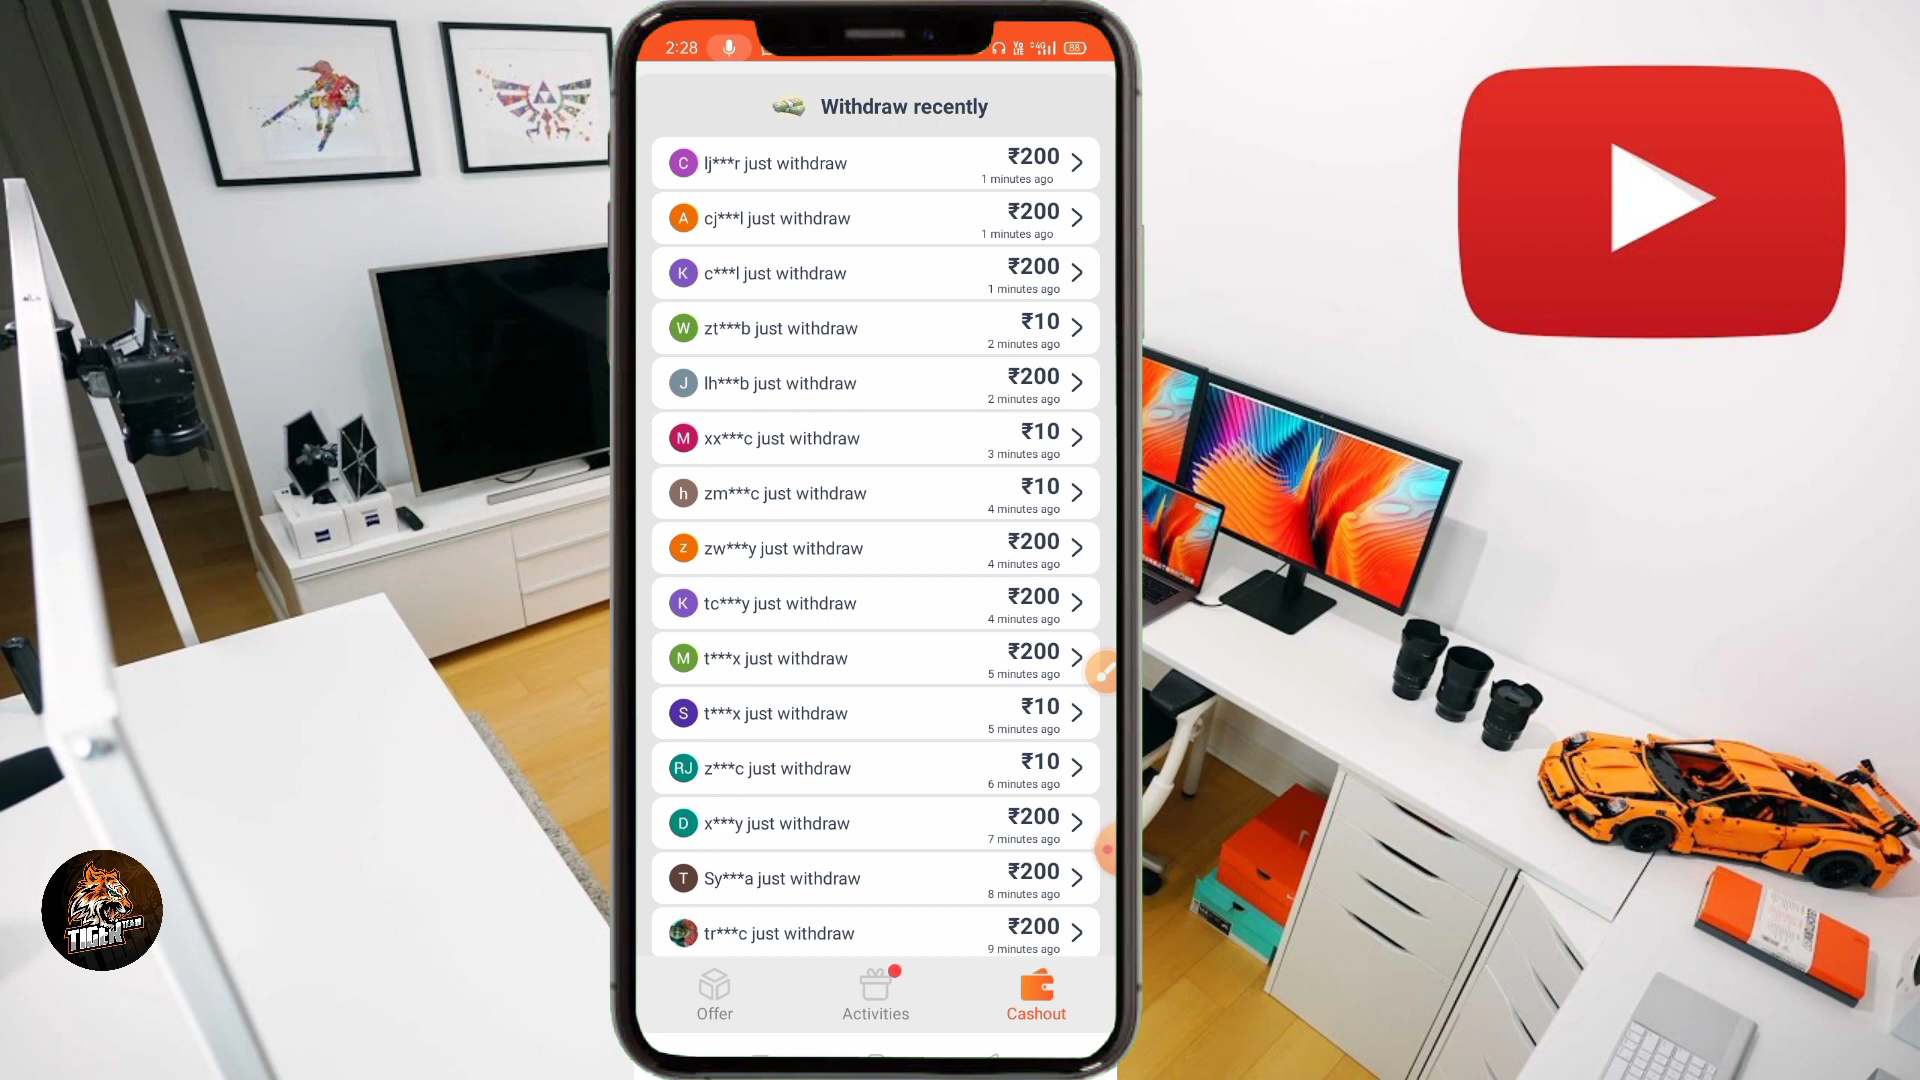 2:28
88
Withdraw recently
C lj***r just withdraw ₹200
1 minutes ago
A cj***l just withdraw ₹200
1 minutes ago
K c***l just withdraw ₹200
1 minutes ago
W zt***b just withdraw ₹10
2 minutes ago
J lh***b just withdraw ₹200
2 minutes ago
M xx***c just withdraw ₹10
3 minutes ago
h zm***c just withdraw ₹10
4 minutes ago
z zw***y just withdraw ₹200
4 minutes ago
K tc***y just withdraw ₹200
4 minutes ago
M t***x just withdraw ₹200
5 minutes ago
S t***x just withdraw ₹10
5 minutes ago
RJ z***c just withdraw ₹10
6 minutes ago
D x***y just withdraw ₹200
7 minutes ago
T Sy***a just withdraw ₹200
8 minutes ago
tr***c just withdraw ₹200
9 minutes ago
Offer
Activities
Cashout
TIGER
TEAM